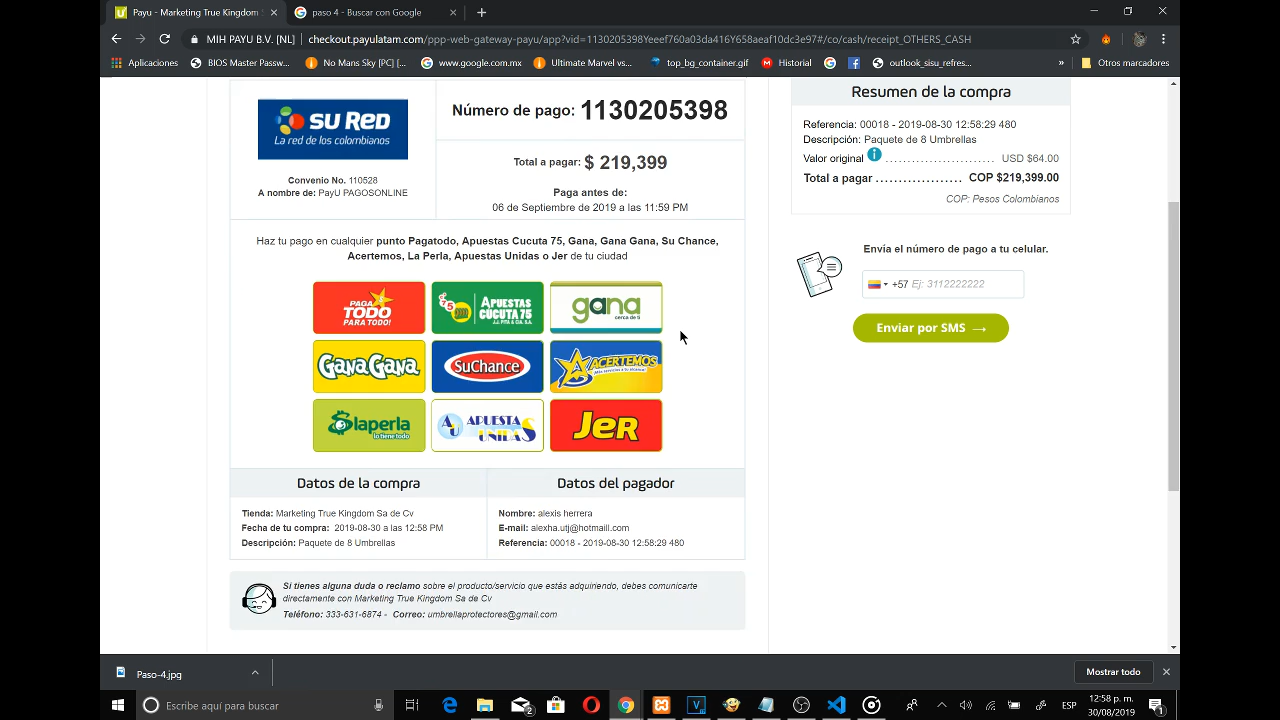 Payu - Marketing True Kingdom
paso 4 - Buscar con Google
MIH PAYU B.V. [NL]
checkout.payulatam.com/ppp-web-gateway-payu/app?vid=1130205398Yeeef760a03da416Y658aeaf10dc3e97#/co/cash/receipt_OTHERS_CASH
Aplicaciones
BIOS Master Passw...
No Mans Sky [PC] [...
www.google.com.mx
Ultimate Marvel vs...
top_bg_container.gif
Historial
outlook_sisu_refres...
»
Otros marcadores
su Red
La red de los colombianos
Convenio No. 110528
A nombre de: PayU PAGOSONLINE
Número de pago: 1130205398
Total a pagar: $ 219,399
Paga antes de:
06 de Septiembre de 2019 a las 11:59 PM
Haz tu pago en cualquier punto Pagatodo, Apuestas Cucuta 75, Gana, Gana Gana, Su Chance,
Acertemos, La Perla, Apuestas Unidas o Jer de tu ciudad
PAGA
TODO
PARA TODO!
75
APUESTAS
CÚCUTA 75
gana
cerca de ti
GanaGana
SuChance
ACERTEMOS
laperla
lo tiene todo
AU
APUESTA
UNIDAS
JeR
Datos de la compra
Tienda: Marketing True Kingdom Sa de Cv
Fecha de tu compra: 2019-08-30 a las 12:58 PM
Descripción: Paquete de 8 Umbrellas
Datos del pagador
Nombre: alexis herrera
E-mail: alexha.utj@hotmaill.com
Referencia: 00018 - 2019-08-30 12:58:29 480
Si tienes alguna duda o reclamo sobre el producto/servicio que estás adquiriendo, debes comunicarte
directamente con Marketing True Kingdom Sa de Cv
Teléfono: 333-631-6874 - Correo: umbrellaprotectores@gmail.com
Resumen de la compra
Referencia: 00018 - 2019-08-30 12:58:29 480
Descripción: Paquete de 8 Umbrellas
Valor original i USD $64.00
Total a pagar COP $219,399.00
COP: Pesos Colombianos
Envia el número de pago a tu celular.
+57 Ej: 3112222222
Enviar por SMS →
Paso-4.jpg
Mostrar todo
Escribe aquí para buscar
2
ESP
12:58 p. m.
30/08/2019
1